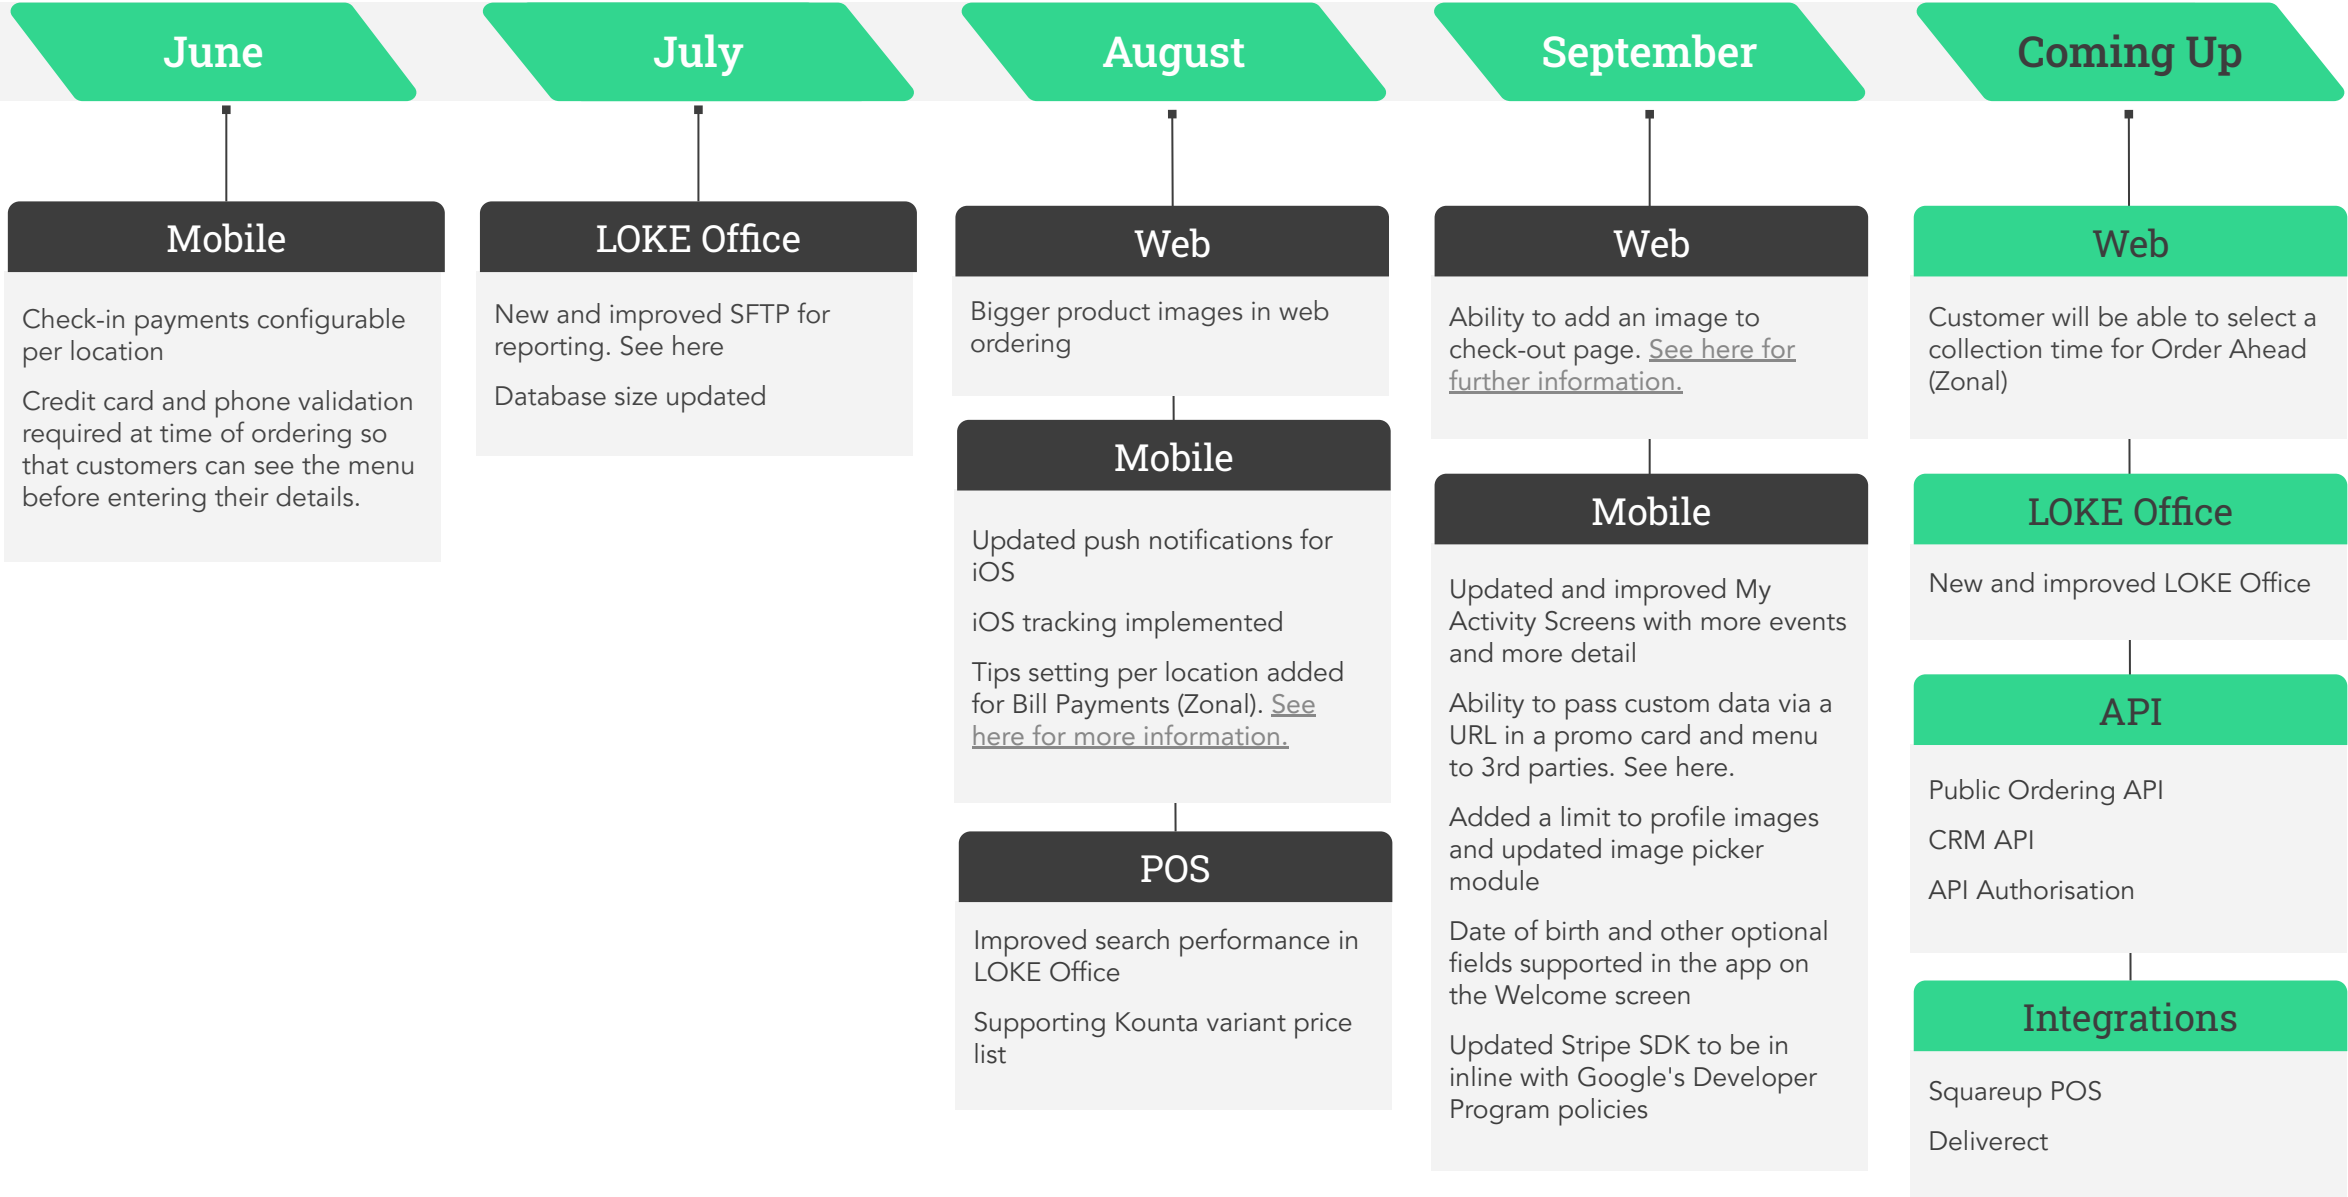 June
Mobile
Check-in payments configurable
per location
Credit card and phone validation
required at time of ordering so
that customers can see the menu
before entering their details.
July
LOKE Office
New and improved SFTP for
reporting. See here
Database size updated
August
Web
Bigger product images in web
ordering
Mobile
Updated push notifications for
iOS
iOS tracking implemented
Tips setting per location added
for Bill Payments (Zonal). See
here for more information.
POS
Improved search performance in
LOKE Office
Supporting Kounta variant price
list
September
Web
Ability to add an image to
check-out page. See here for
further information.
Mobile
Updated and improved My
Activity Screens with more events
and more detail
Ability to pass custom data via a
URL in a promo card and menu
to 3rd parties. See here.
Added a limit to profile images
and updated image picker
module
Date of birth and other optional
fields supported in the app on
the Welcome screen
Updated Stripe SDK to be in
inline with Google's Developer
Program policies
Coming Up
Web
Customer will be able to select a
collection time for Order Ahead
(Zonal)
LOKE Office
New and improved LOKE Office
API
Public Ordering API
CRM API
API Authorisation
Integrations
Squareup POS
Deliverect